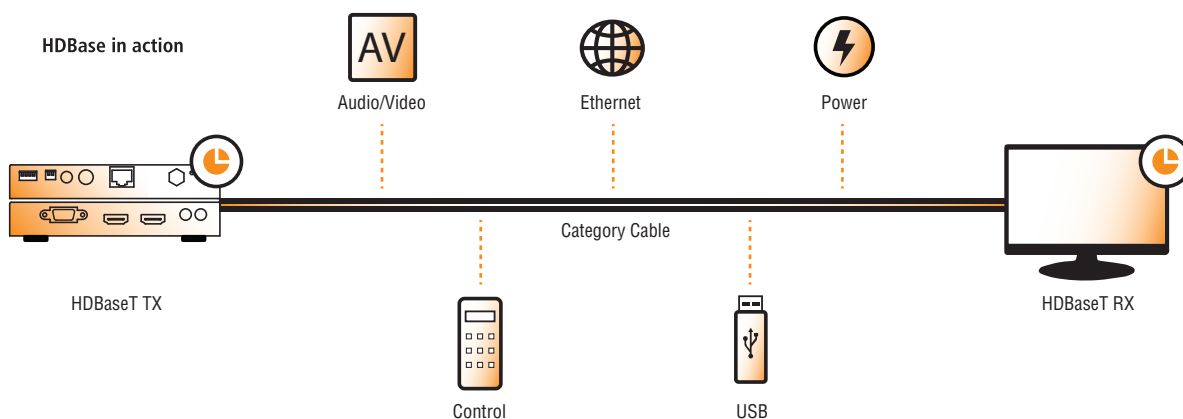 HDBase in action
AV
Audio/Video
Ethernet
Power
Category Cable
HDBaseT TX
HDBaseT RX
Control
USB